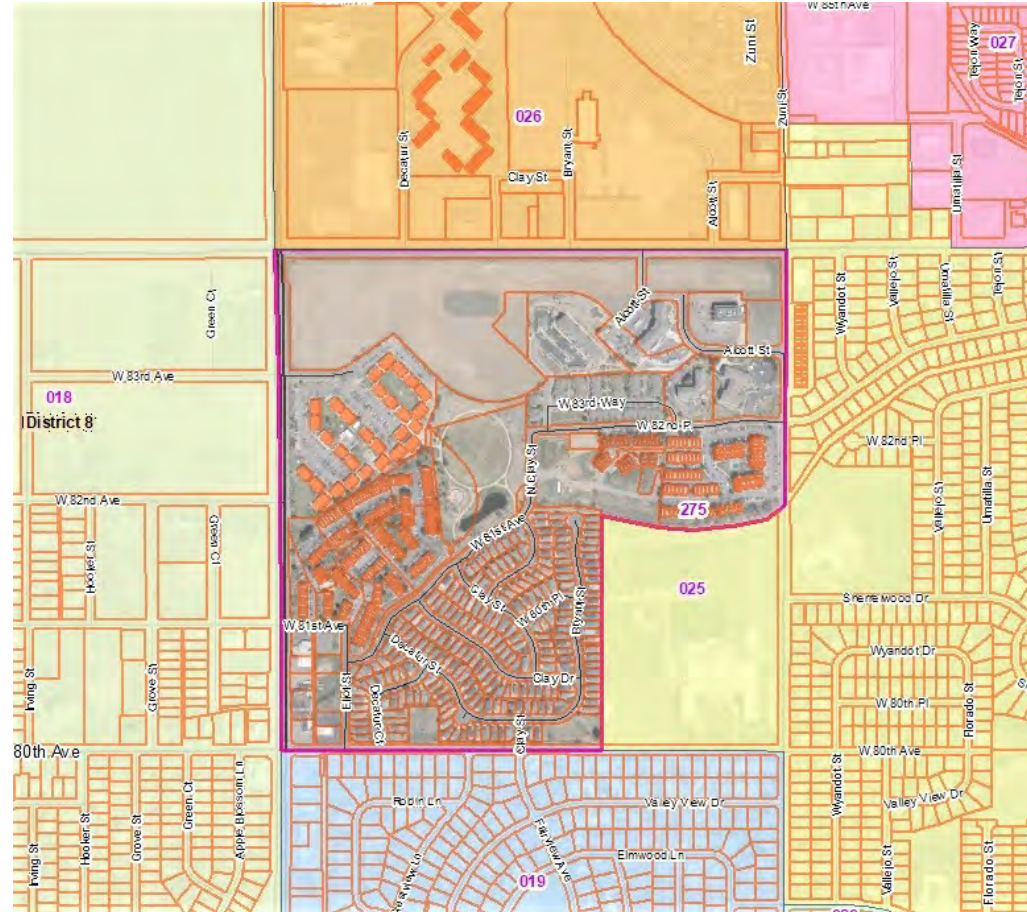 W 85th Ave
027
Tejon Way
Tejon St
Zuni St
Zuni St
026
Decatur St
Bryant St
Clay St
Alcott St
Umatilla St
Green Ct
Alcott St
Wyandot St
Vallejo St
Umatilla St
Tejon St
Alcott St
W 83rd Ave
018
District 8
W 83rd Way
W 82nd Pl
W 82nd Pl
N Clay St
W 82nd Ave
275
Vallejo St
Umatilla St
Hooker St
Green Ct
W 81st Ave
Clay St
W 80th Pl
Bryant St
025
Sherrelwood Dr
W 81st Ave
Wyandot Dr
Decatur St
Irving St
Grove St
Eliot St
Decatur Ct
Clay Dr
W 80th Pl
Florado St
Clay St
80th Ave
W 80th Ave
Hooker St
Grove St
Green Ct
Apple Blossom Ln
Robin Ln
Valley View Dr
Valley View Dr
Wyandot St
Irving St
Fairview Ave
Elmwood Ln
Vallejo St
Florado St
019